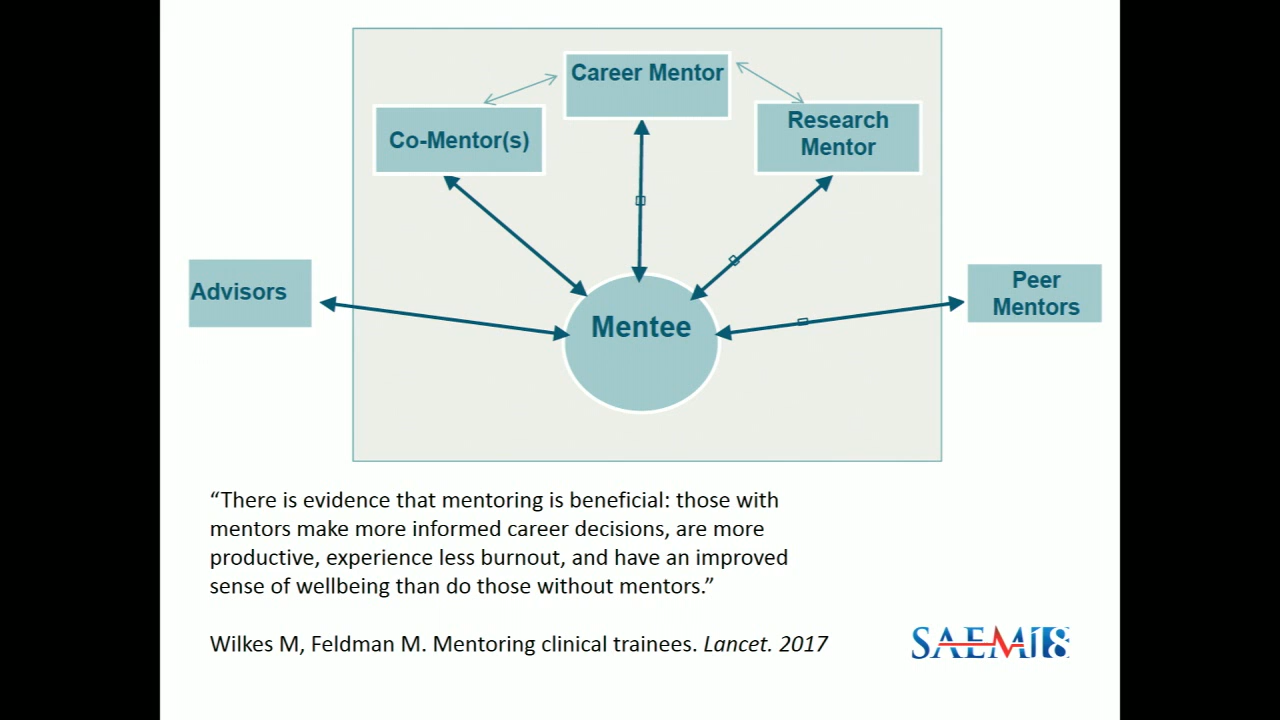 Career Mentor
Co-Mentor(s)
Research
Mentor
Advisors
Peer
Mentors
Mentee
“There is evidence that mentoring is beneficial: those with
mentors make more informed career decisions, are more
productive, experience less burnout, and have an improved
sense of wellbeing than do those without mentors.”
Wilkes M, Feldman M. Mentoring clinical trainees. Lancet. 2017
SAEM18